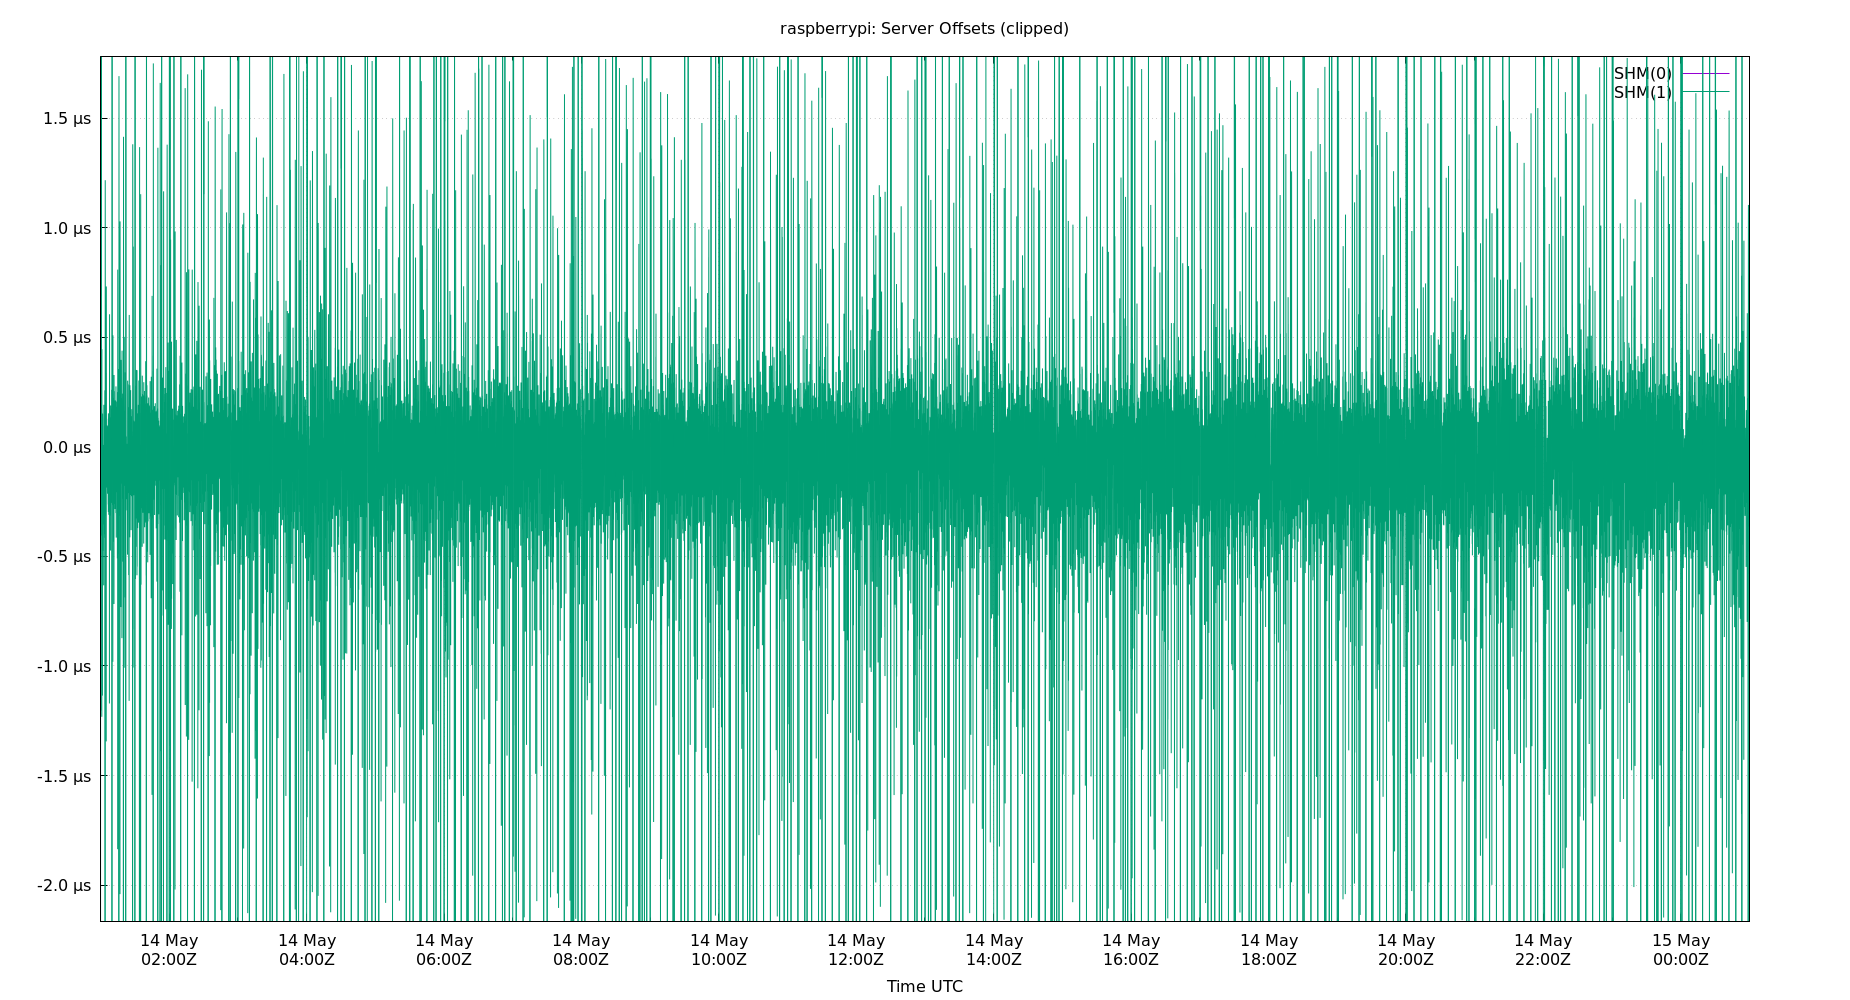 raspberrypi: Server Offsets (clipped)
SHM(0)
SHM(1)
1.5 µs
1.0 µs
0.5 µs
0.0 µs
-0.5 µs
-1.0 µs
-1.5 µs
-2.0 µs
14 May 14 May 14 May 14 May 14 May 14 May 14 May 14 May 14 May 14 May 14 May 15 May
02:00Z 04:00Z 06:00Z 08:00Z 10:00Z 12:00Z 14:00Z 16:00Z 18:00Z 20:00Z 22:00Z 00:00Z
Time UTC